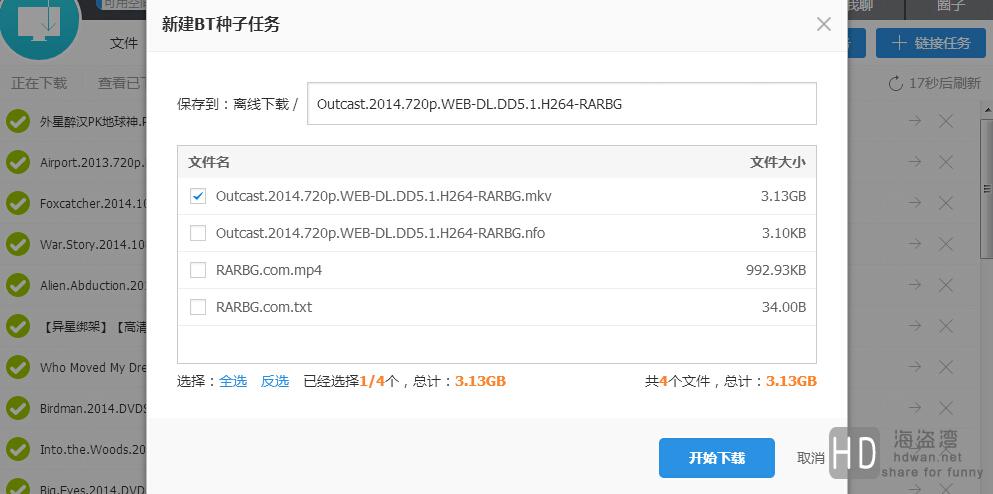 可用空
新建BT种子任务
我聊
圈子
文件
链接任务
保存到：离线下载 /
Outcast.2014.720p.WEB-DL.DD5.1.H264-RARBG
正在下载
查看已下
17秒后刷新
外星醉汉PK地球神.
文件名 文件大小
Airport.2013.720p.
Outcast.2014.720p.WEB-DL.DD5.1.H264-RARBG.mkv 3.13GB
Foxcatcher.2014.10
Outcast.2014.720p.WEB-DL.DD5.1.H264-RARBG.nfo 3.10KB
War.Story.2014.10
RARBG.com.mp4 992.93KB
Alien.Abduction.20
RARBG.com.txt 34.00B
【异星绑架】【高清
Who Moved My Dre
选择：全选 反选 已经选择1/4个，总计：3.13GB
共4个文件，总计：3.13GB
Birdman.2014.DVDS
Into.the.Woods.20
开始下载
取消
HD 海盗湾
hdwan.net
share for funny
Big.Eyes.2014.DVDS